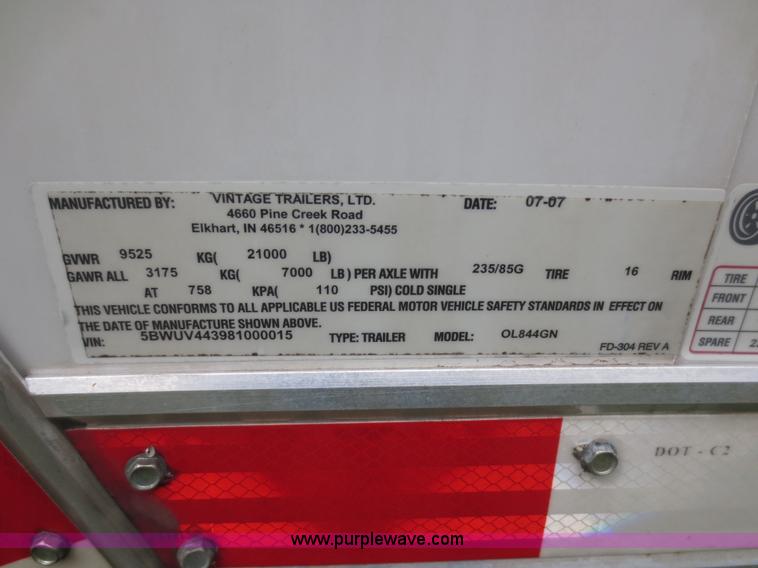 MANUFACTURED BY: VINTAGE TRAILERS, LTD. DATE: 07-07
4660 Pine Creek Road
Elkhart, IN 46516 * 1(800)233-5455
GVWR 9525 KG( 21000 LB)
GAWR ALL 3175 KG( 7000 LB) PER AXLE WITH 235/85G TIRE 16 RIM
AT 758 KPA( 110 PSI) COLD SINGLE
THIS VEHICLE CONFORMS TO ALL APPLICABLE US FEDERAL MOTOR VEHICLE SAFETY STANDARDS IN EFFECT ON
THE DATE OF MANUFACTURE SHOWN ABOVE.
VIN: 5BWUV443981000015 TYPE: TRAILER MODEL: OL844GN
FD-304 REV A
TIRE
FRONT
REAR
SPARE
DOT - C2
www.purplewave.com